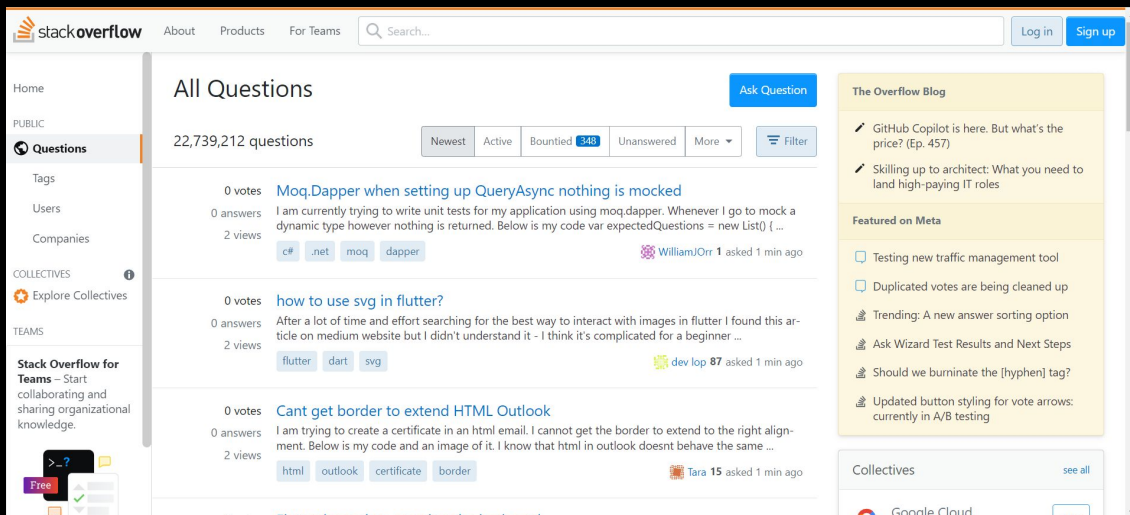 stack overflow
About
Products
For Teams
Search...
Log in
Sign up
Home
PUBLIC
Questions
Tags
Users
Companies
COLLECTIVES
Explore Collectives
TEAMS
Stack Overflow for
Teams – Start
collaborating and
sharing organizational
knowledge.
>_?
Free
All Questions
Ask Question
22,739,212 questions
Newest
Active
Bountied 348
Unanswered
More
Filter
0 votes
0 answers
2 views
Moq.Dapper when setting up QueryAsync nothing is mocked
I am currently trying to write unit tests for my application using moq.dapper. Whenever I go to mock a
dynamic type however nothing is returned. Below is my code var expectedQuestions = new List() { ...
c# .net moq dapper
WilliamJOrr 1 asked 1 min ago
0 votes
0 answers
2 views
how to use svg in flutter?
After a lot of time and effort searching for the best way to interact with images in flutter I found this ar-
ticle on medium website but I didn't understand it - I think it's complicated for a beginner ...
flutter dart svg
dev lop 87 asked 1 min ago
0 votes
0 answers
2 views
Cant get border to extend HTML Outlook
I am trying to create a certificate in an html email. I cannot get the border to extend to the right align-
ment. Below is my code and an image of it. I know that html in outlook doesnt behave the same ...
html outlook certificate border
Tara 15 asked 1 min ago
The Overflow Blog
GitHub Copilot is here. But what's the
price? (Ep. 457)
Skilling up to architect: What you need to
land high-paying IT roles
Featured on Meta
Testing new traffic management tool
Duplicated votes are being cleaned up
Trending: A new answer sorting option
Ask Wizard Test Results and Next Steps
Should we burninate the [hyphen] tag?
Updated button styling for vote arrows:
currently in A/B testing
Collectives
see all
Google Cloud